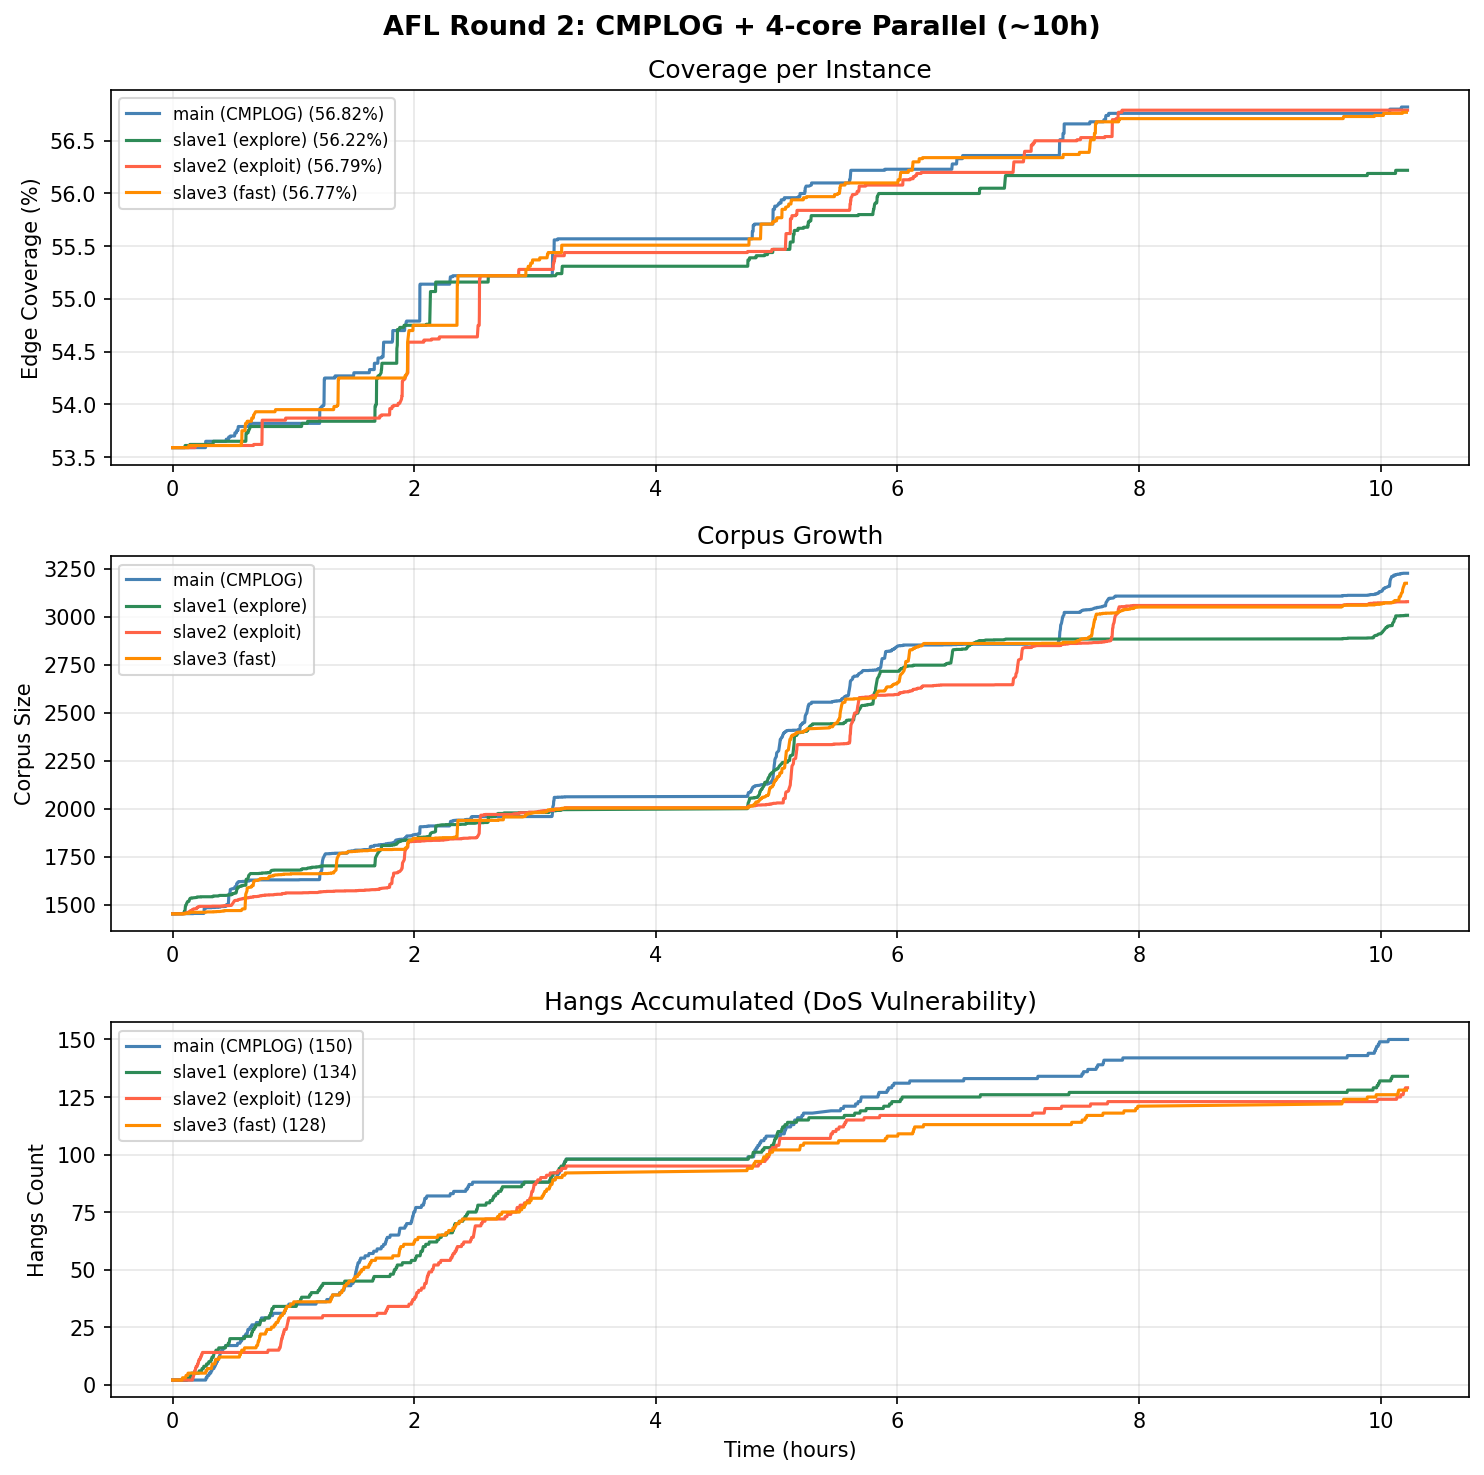 AFL Round 2: CMPLOG + 4-core Parallel (~10h)
Coverage per Instance
main (CMPLOG) (56.82%)
slave1 (explore) (56.22%)
slave2 (exploit) (56.79%)
slave3 (fast) (56.77%)
Edge Coverage (%)
56.5
56.0
55.5
55.0
54.5
54.0
53.5
0 2 4 6 8 10
Corpus Growth
main (CMPLOG)
slave1 (explore)
slave2 (exploit)
slave3 (fast)
Corpus Size
3250
3000
2750
2500
2250
2000
1750
1500
0 2 4 6 8 10
Hangs Accumulated (DoS Vulnerability)
main (CMPLOG) (150)
slave1 (explore) (134)
slave2 (exploit) (129)
slave3 (fast) (128)
Hangs Count
150
125
100
75
50
25
0
0 2 4 6 8 10
Time (hours)